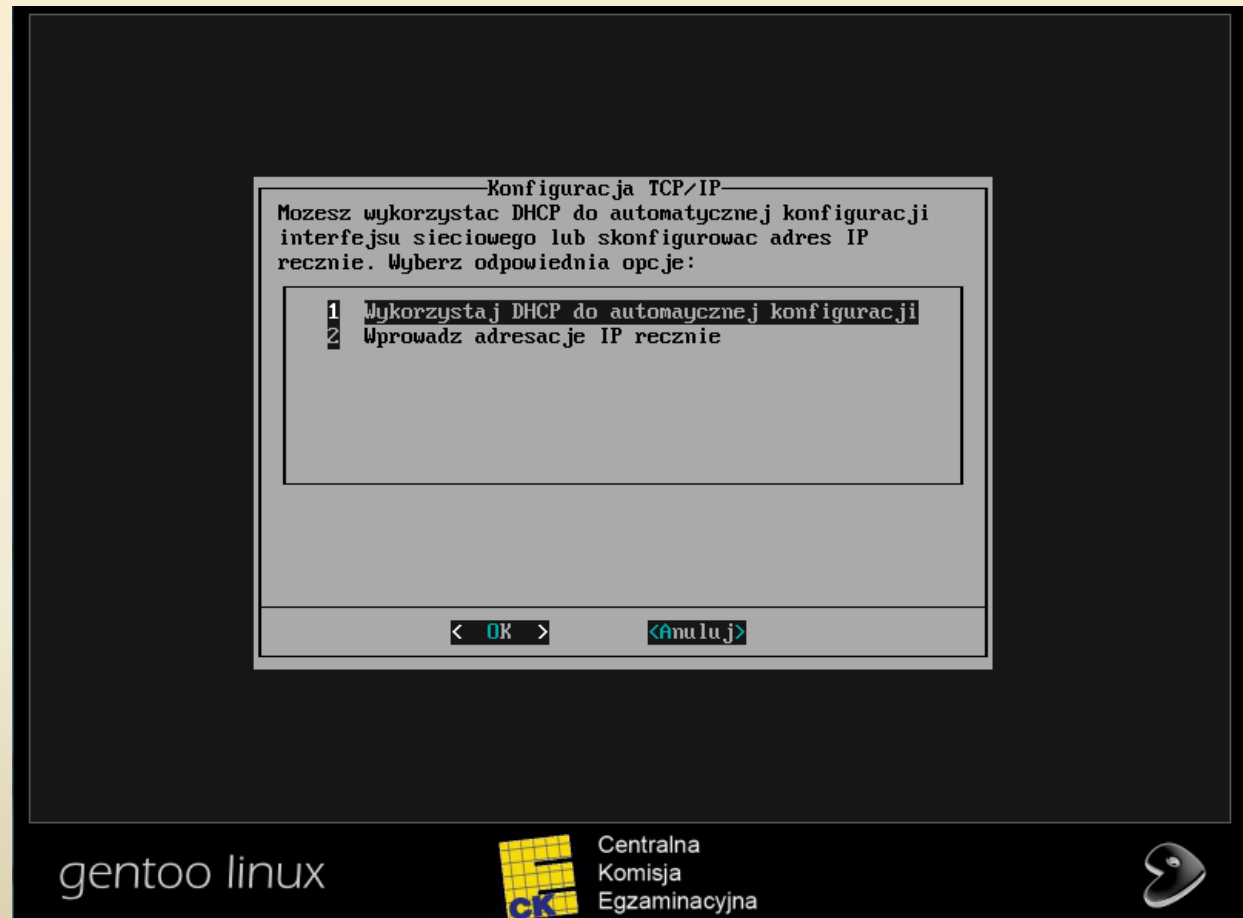 Konfiguracja TCP/IP
Mozesz wykorzystac DHCP do automatycznej konfiguracji
interfejsu sieciowego lub skonfigurowac adres IP
recznie. Wyberz odpowiednia opcje:
1 Wykorzystaj DHCP do automaycznej konfiguracji
2 Wprowadz adresacje IP recznie
< OK > <Anuluj>
gentoo linux
CK
Centralna
Komisja
Egzaminacyjna